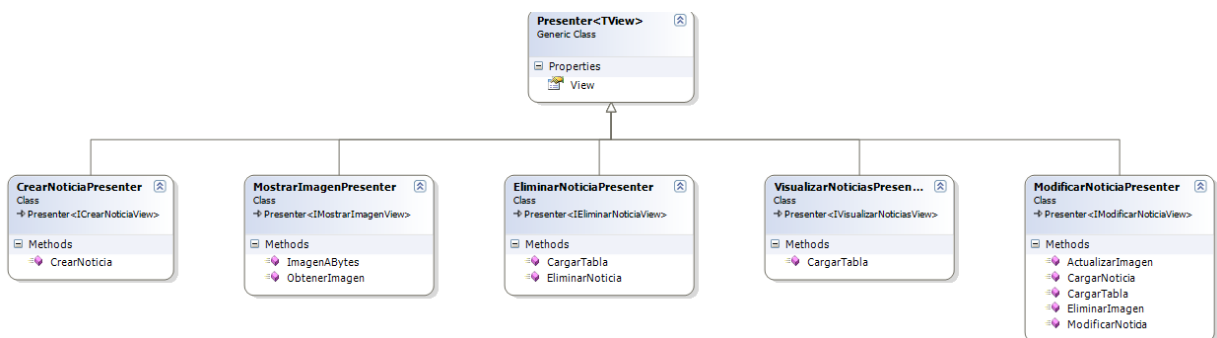 Presenter<TView>
Generic Class
Properties
View
CrearNoticiaPresenter
Class
Presenter<ICrearNoticiaView>
Methods
CrearNoticia
MostrarImagenPresenter
Class
Presenter<IMostrarImagenView>
Methods
ImagenABytes
ObtenerImagen
EliminarNoticiaPresenter
Class
Presenter<IEliminarNoticiaView>
Methods
CargarTabla
EliminarNoticia
VisualizarNoticiasPresen...
Class
Presenter<IVisualizarNoticiasView>
Methods
CargarTabla
ModificarNoticiaPresenter
Class
Presenter<IModificarNoticiaView>
Methods
ActualizarImagen
CargarNoticia
CargarTabla
EliminarImagen
ModificarNoticia